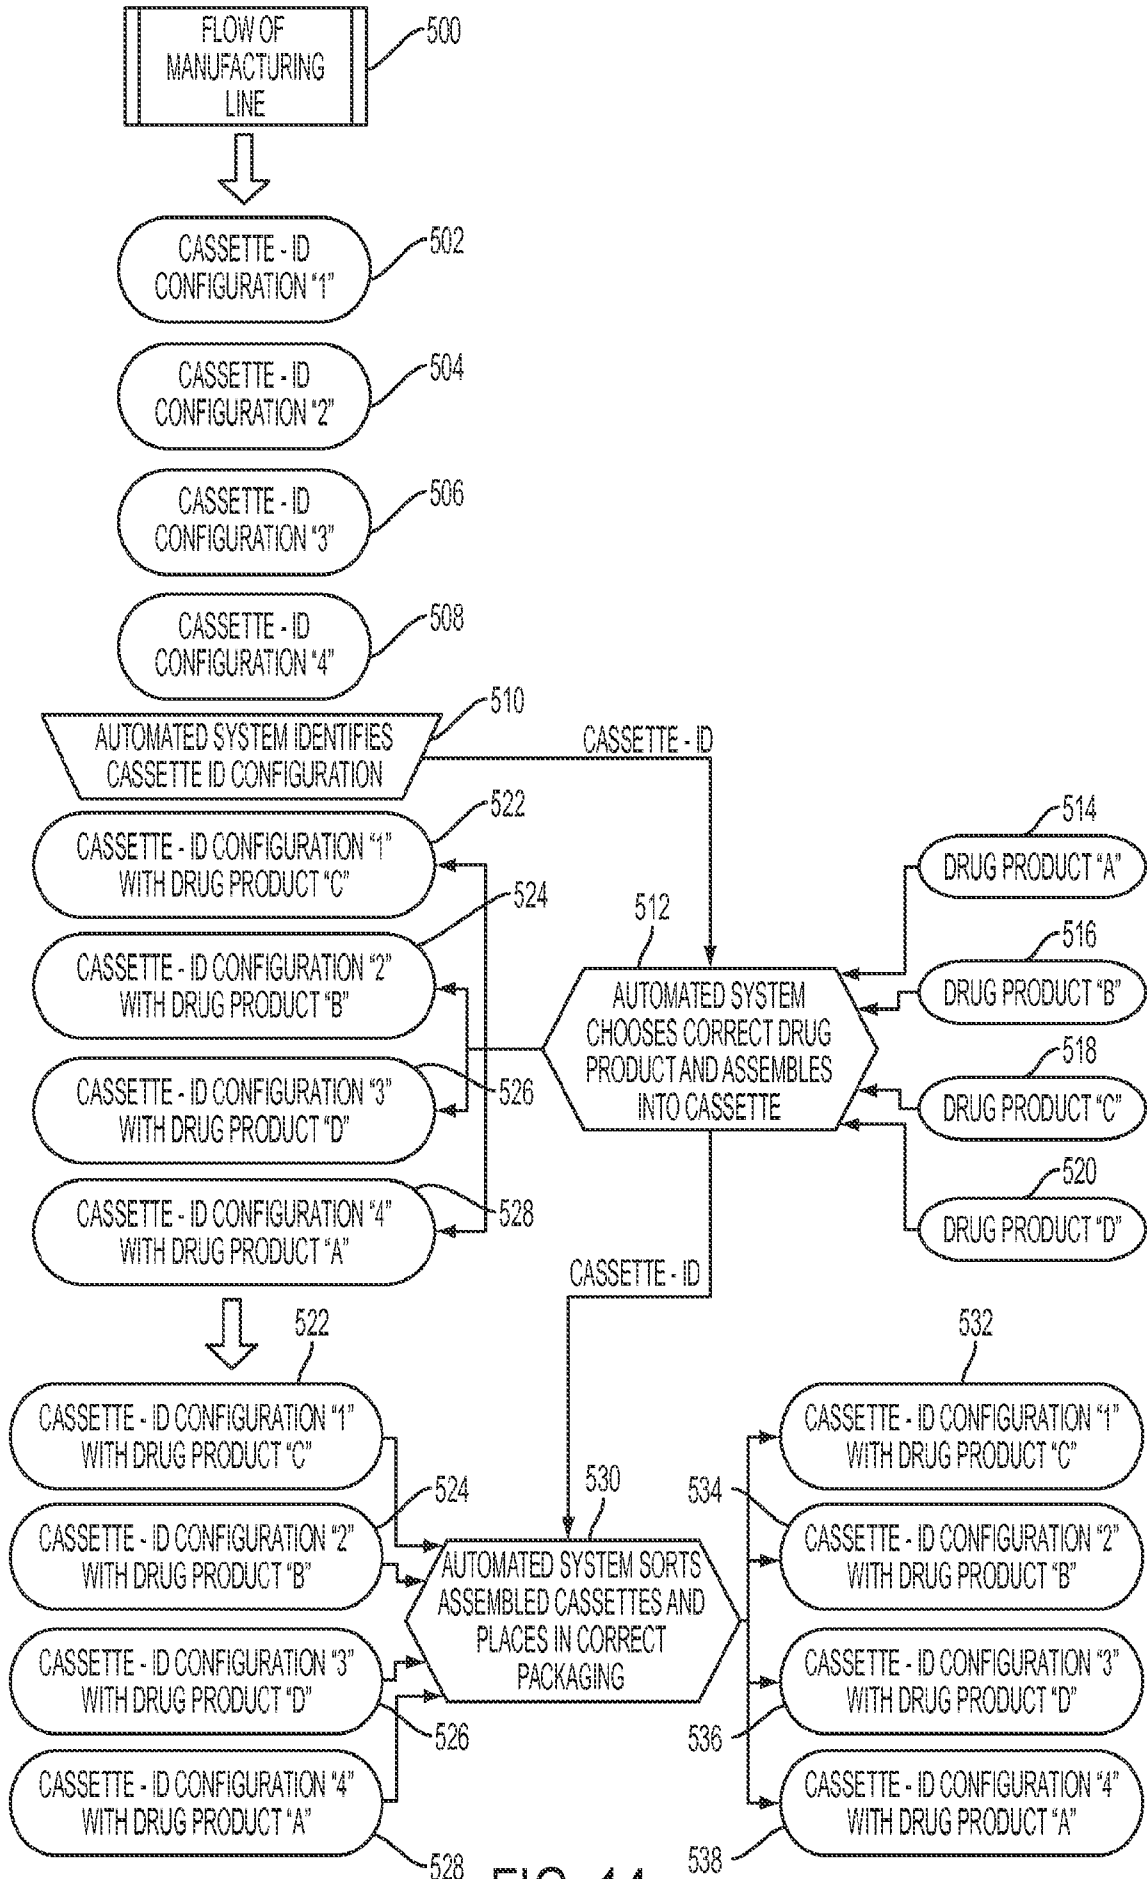 FLOW OF
MANUFACTURING
LINE
500
CASSETTE - ID
CONFIGURATION "1"
502
CASSETTE - ID
CONFIGURATION "2"
504
CASSETTE - ID
CONFIGURATION "3"
506
CASSETTE - ID
CONFIGURATION "4"
508
AUTOMATED SYSTEM IDENTIFIES
CASSETTE ID CONFIGURATION
510
CASSETTE - ID
CASSETTE - ID CONFIGURATION "1"
WITH DRUG PRODUCT "C"
522
CASSETTE - ID CONFIGURATION "2"
WITH DRUG PRODUCT "B"
524
CASSETTE - ID CONFIGURATION "3"
WITH DRUG PRODUCT "D"
526
CASSETTE - ID CONFIGURATION "4"
WITH DRUG PRODUCT "A"
528
512
AUTOMATED SYSTEM
CHOOSES CORRECT DRUG
PRODUCT AND ASSEMBLES
INTO CASSETTE
514
DRUG PRODUCT "A"
516
DRUG PRODUCT "B"
518
DRUG PRODUCT "C"
520
DRUG PRODUCT "D"
CASSETTE - ID
522
CASSETTE - ID CONFIGURATION "1"
WITH DRUG PRODUCT "C"
524
CASSETTE - ID CONFIGURATION "2"
WITH DRUG PRODUCT "B"
CASSETTE - ID CONFIGURATION "3"
WITH DRUG PRODUCT "D"
526
CASSETTE - ID CONFIGURATION "4"
WITH DRUG PRODUCT "A"
528
530
AUTOMATED SYSTEM SORTS
ASSEMBLED CASSETTES AND
PLACES IN CORRECT
PACKAGING
532
CASSETTE - ID CONFIGURATION "1"
WITH DRUG PRODUCT "C"
534
CASSETTE - ID CONFIGURATION "2"
WITH DRUG PRODUCT "B"
CASSETTE - ID CONFIGURATION "3"
WITH DRUG PRODUCT "D"
536
CASSETTE - ID CONFIGURATION "4"
WITH DRUG PRODUCT "A"
538